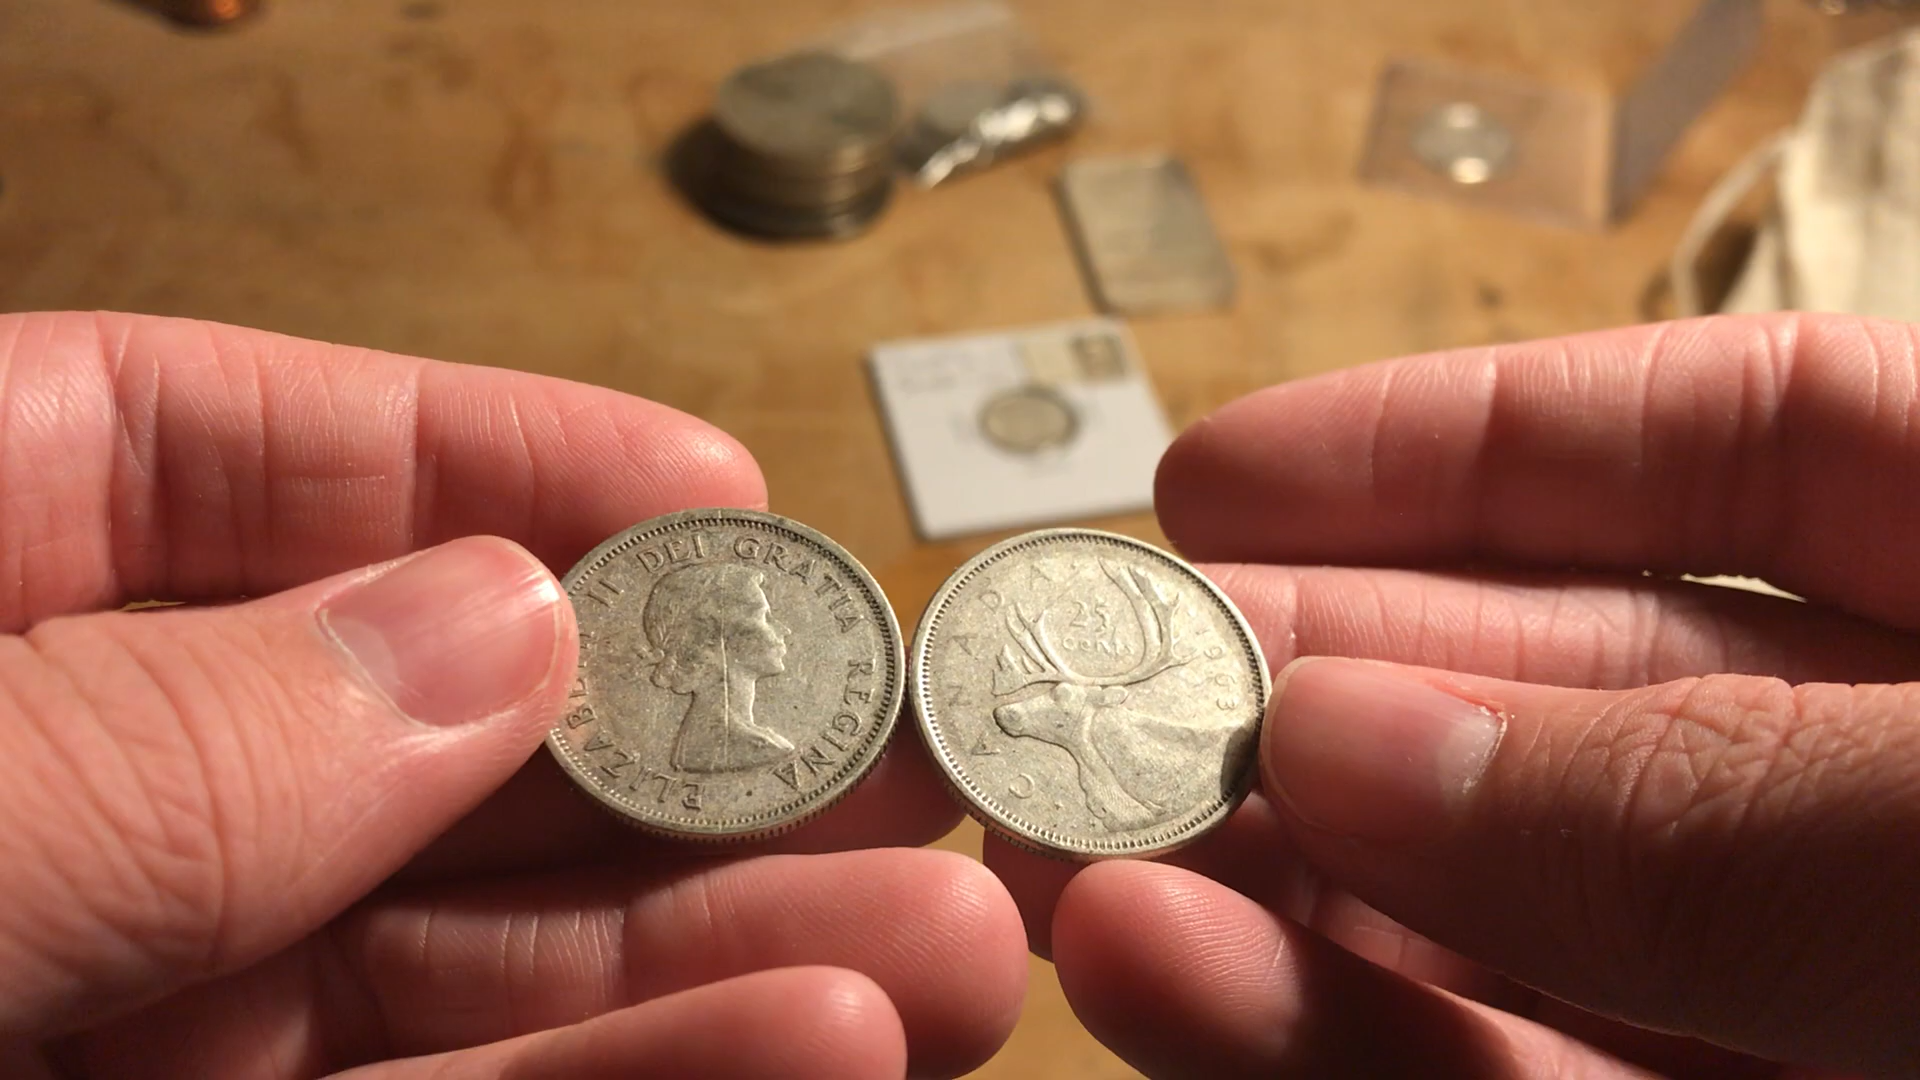 ELIZABETH II DEI GRATIA REGINA
CANADA
25
CENTS
1963